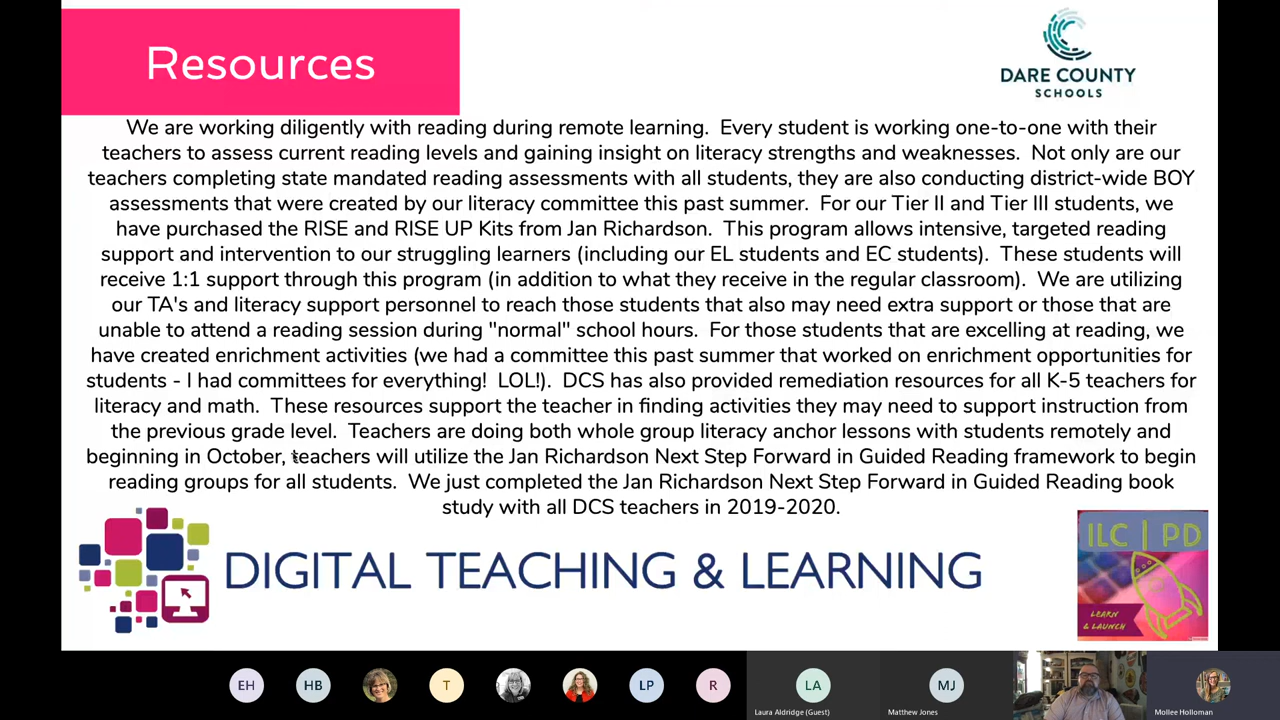 Resources
DARE COUNTY
SCHOOLS
We are working diligently with reading during remote learning. Every student is working one-to-one with their
teachers to assess current reading levels and gaining insight on literacy strengths and weaknesses. Not only are our
teachers completing state mandated reading assessments with all students, they are also conducting district-wide BOY
assessments that were created by our literacy committee this past summer. For our Tier II and Tier III students, we
have purchased the RISE and RISE UP Kits from Jan Richardson. This program allows intensive, targeted reading
support and intervention to our struggling learners (including our EL students and EC students). These students will
receive 1:1 support through this program (in addition to what they receive in the regular classroom). We are utilizing
our TA's and literacy support personnel to reach those students that also may need extra support or those that are
unable to attend a reading session during "normal" school hours. For those students that are excelling at reading, we
have created enrichment activities (we had a committee this past summer that worked on enrichment opportunities for
students - I had committees for everything! LOL!). DCS has also provided remediation resources for all K-5 teachers for
literacy and math. These resources support the teacher in finding activities they may need to support instruction from
the previous grade level. Teachers are doing both whole group literacy anchor lessons with students remotely and
beginning in October, teachers will utilize the Jan Richardson Next Step Forward in Guided Reading framework to begin
reading groups for all students. We just completed the Jan Richardson Next Step Forward in Guided Reading book
study with all DCS teachers in 2019-2020.
DIGITAL TEACHING & LEARNING
ILC | PD
LEARN
& LAUNCH
EH HB T LP R LA MJ
Laura Aldridge (Guest) Matthew Jones Mollee Holloman